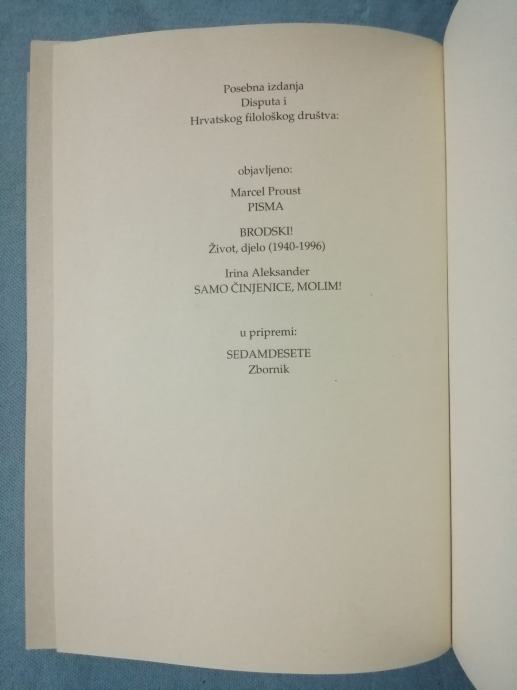 Posebna izdanja
Disputa i
Hrvatskog filološkog društva:
objavljeno:
Marcel Proust
PISMA
BRODSKI!
Život, djelo (1940-1996)
Irina Aleksander
SAMO ČINJENICE, MOLIM!
u pripremi:
SEDAMDESETE
Zbornik